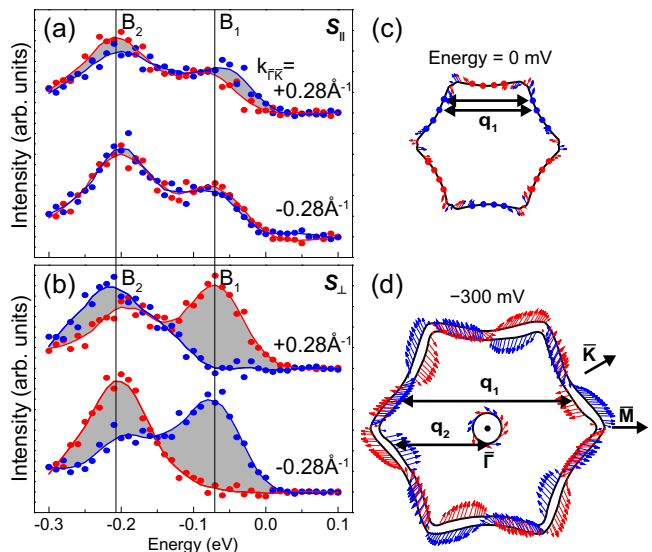 (a)
B₂
B₁
S∥
k_Γ̄K̄=
+0.28Å⁻¹
-0.28Å⁻¹
Intensity (arb. units)
(b)
B₂
B₁
S⊥
+0.28Å⁻¹
-0.28Å⁻¹
Intensity (arb. units)
-0.3 -0.2 -0.1 0.0 0.1
Energy (eV)
(c)
Energy = 0 mV
q₁
(d)
−300 mV
K̄
q₁
M̄
q₂
Γ̄